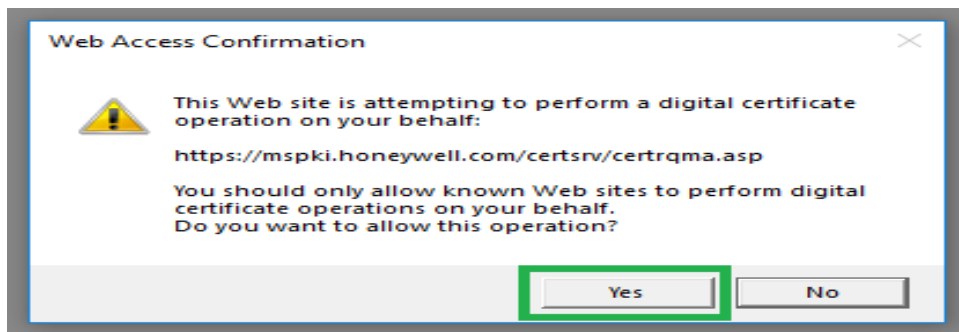 Web Access Confirmation
This Web site is attempting to perform a digital certificate
operation on your behalf:
https://mspki.honeywell.com/certsrv/certrqma.asp
You should only allow known Web sites to perform digital
certificate operations on your behalf.
Do you want to allow this operation?
Yes No